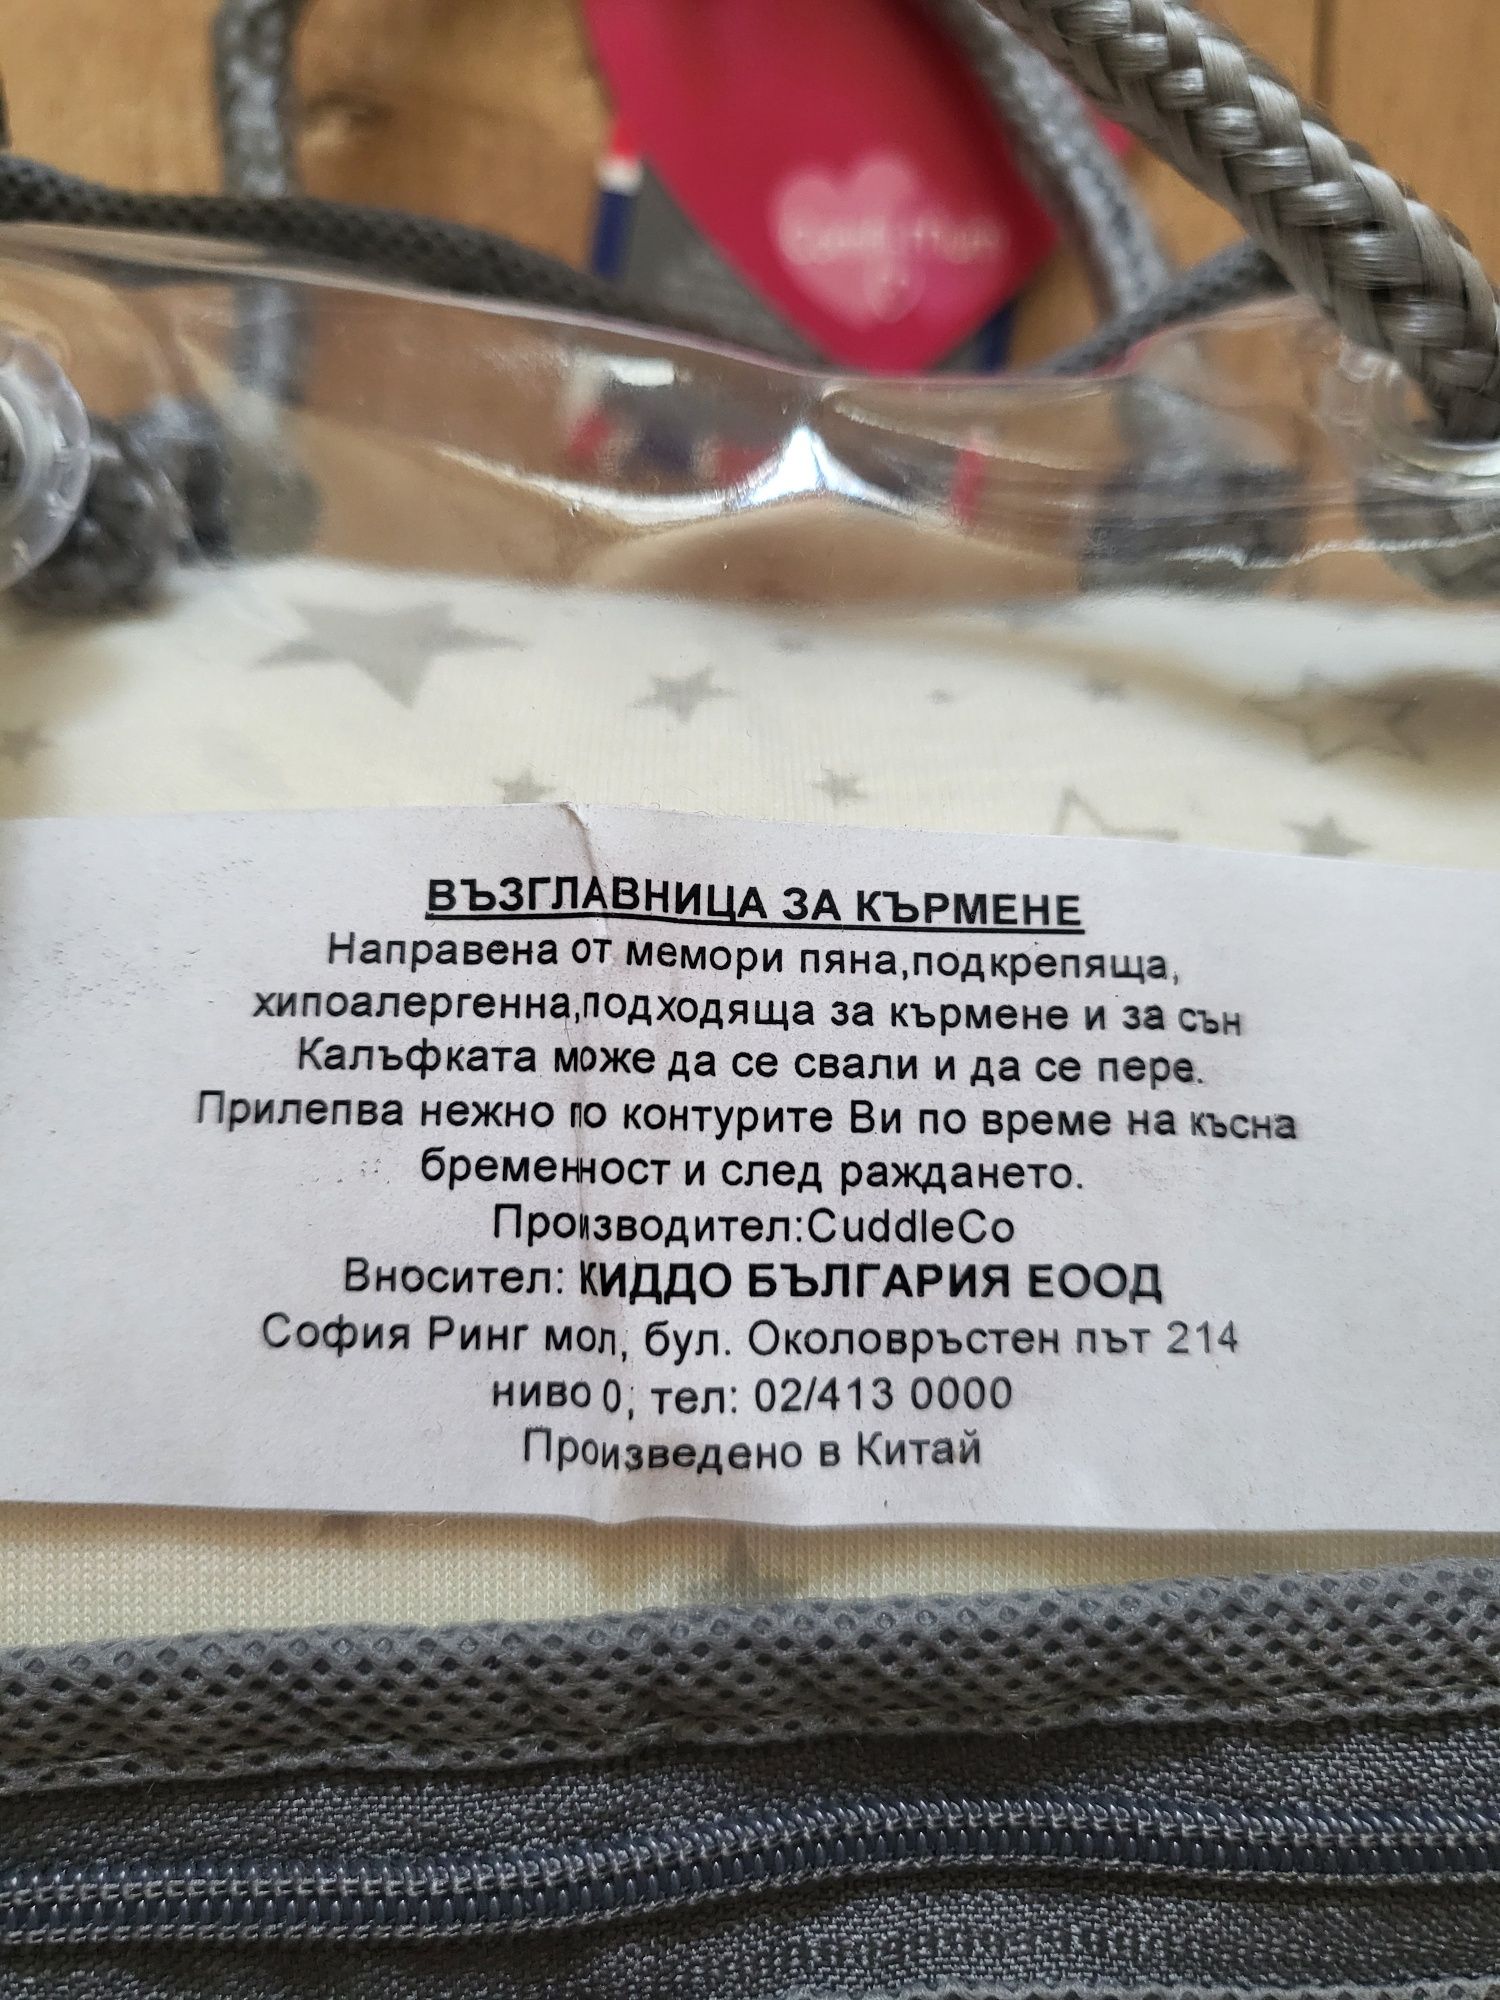 ВЪЗГЛАВНИЦА ЗА КЪРМЕНЕ
Направена от мемори пяна,подкрепяща,
хипоалергенна,подходяща за кърмене и за сън
Калъфката може да се свали и да се пере.
Прилепва нежно по контурите Ви по време на късна
бременност и след раждането.
Производител:CuddleCo
Вносител: КИДДО БЪЛГАРИЯ ЕООД
София Ринг мол, бул. Околовръстен път 214
ниво 0, тел: 02/413 0000
Произведено в Китай